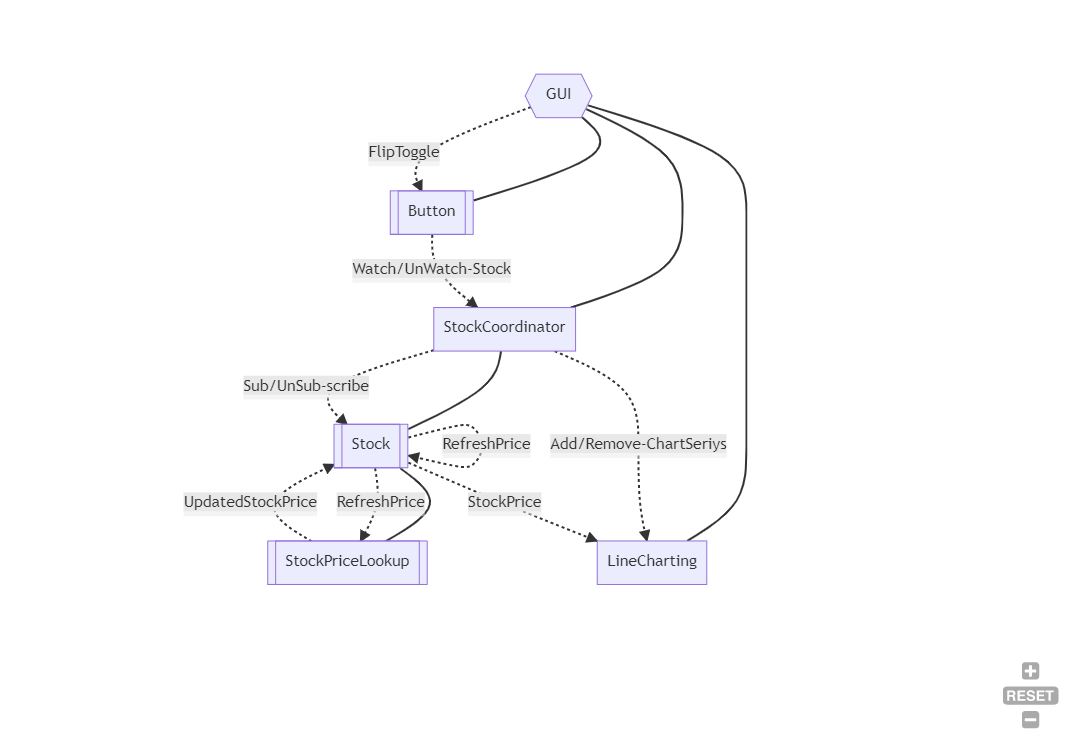 GUI
FlipToggle
Button
Watch/UnWatch-Stock
StockCoordinator
Sub/UnSub-scribe
Stock
RefreshPrice
Add/Remove-ChartSeriys
UpdatedStockPrice
RefreshPrice
StockPrice
StockPriceLookup
LineCharting
RESET